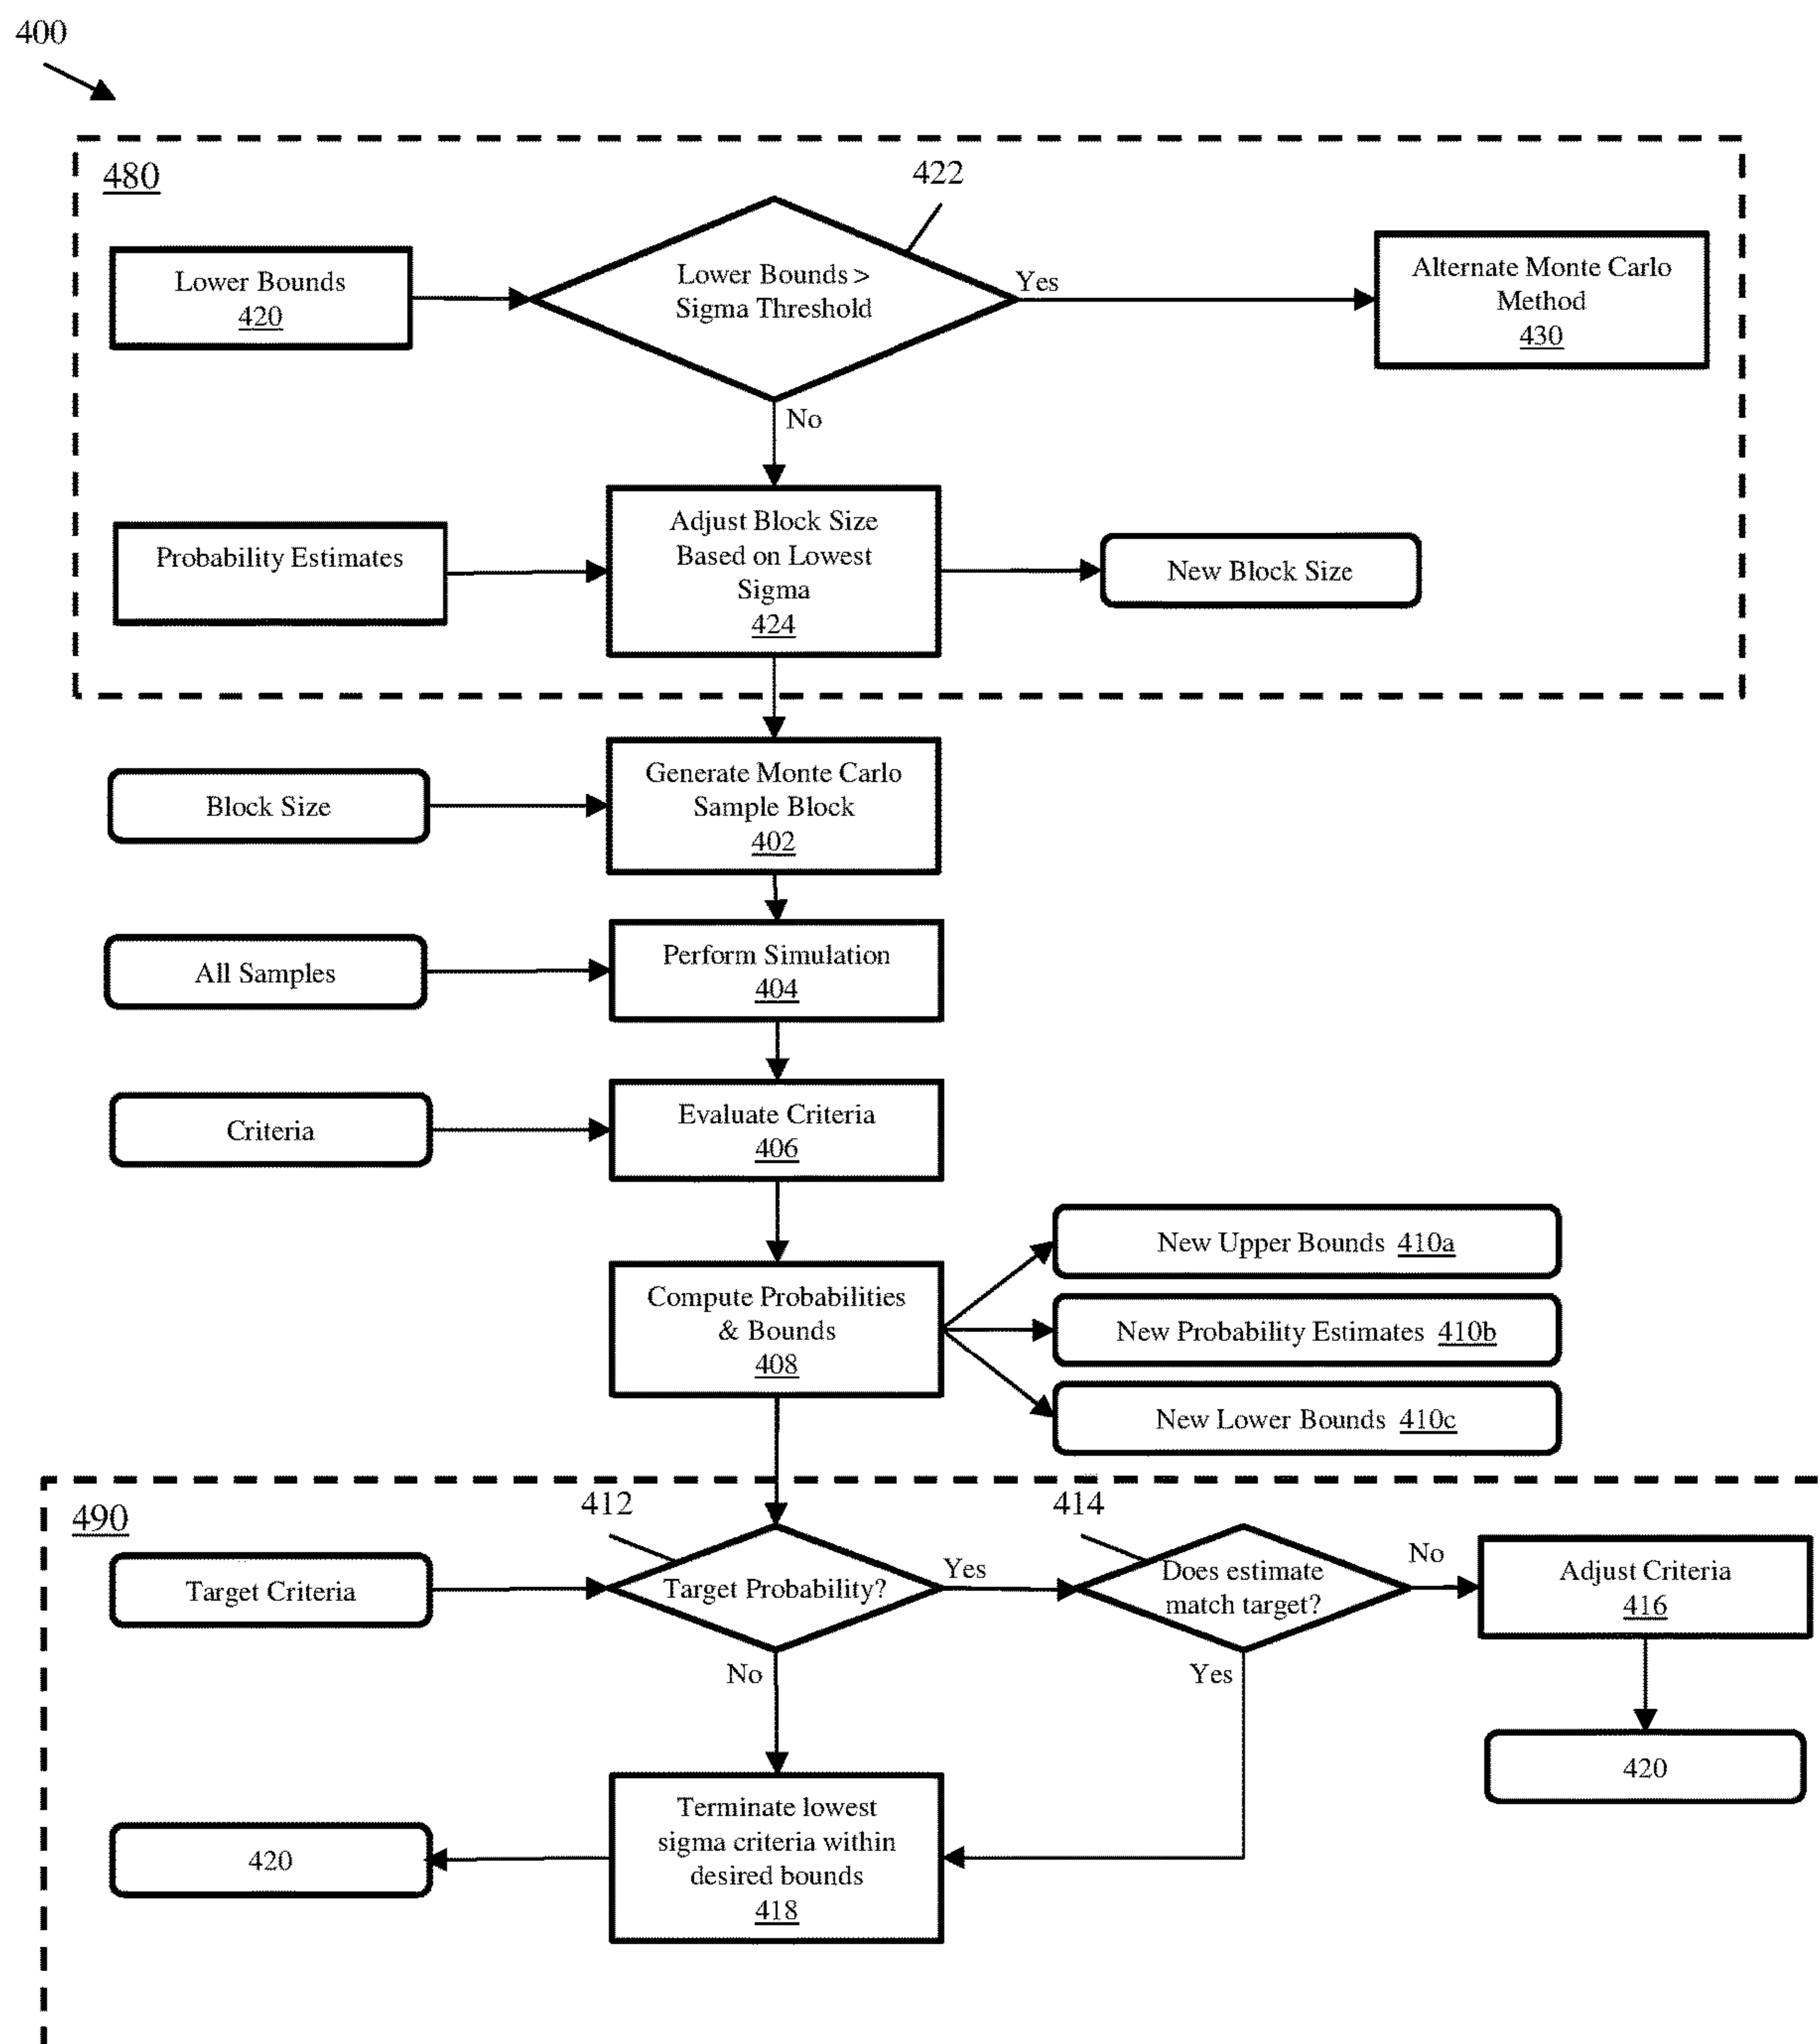 400
480
422
Lower Bounds
420
Lower Bounds >
Sigma Threshold
Yes
Alternate Monte Carlo
Method
430
No
Probability Estimates
Adjust Block Size
Based on Lowest
Sigma
424
New Block Size
Block Size
Generate Monte Carlo
Sample Block
402
All Samples
Perform Simulation
404
Criteria
Evaluate Criteria
406
Compute Probabilities
& Bounds
408
New Upper Bounds 410a
New Probability Estimates 410b
New Lower Bounds 410c
490
412
414
Target Criteria
Target Probability?
Yes
Does estimate
match target?
No
Adjust Criteria
416
No
Yes
420
Terminate lowest
sigma criteria within
desired bounds
418
420